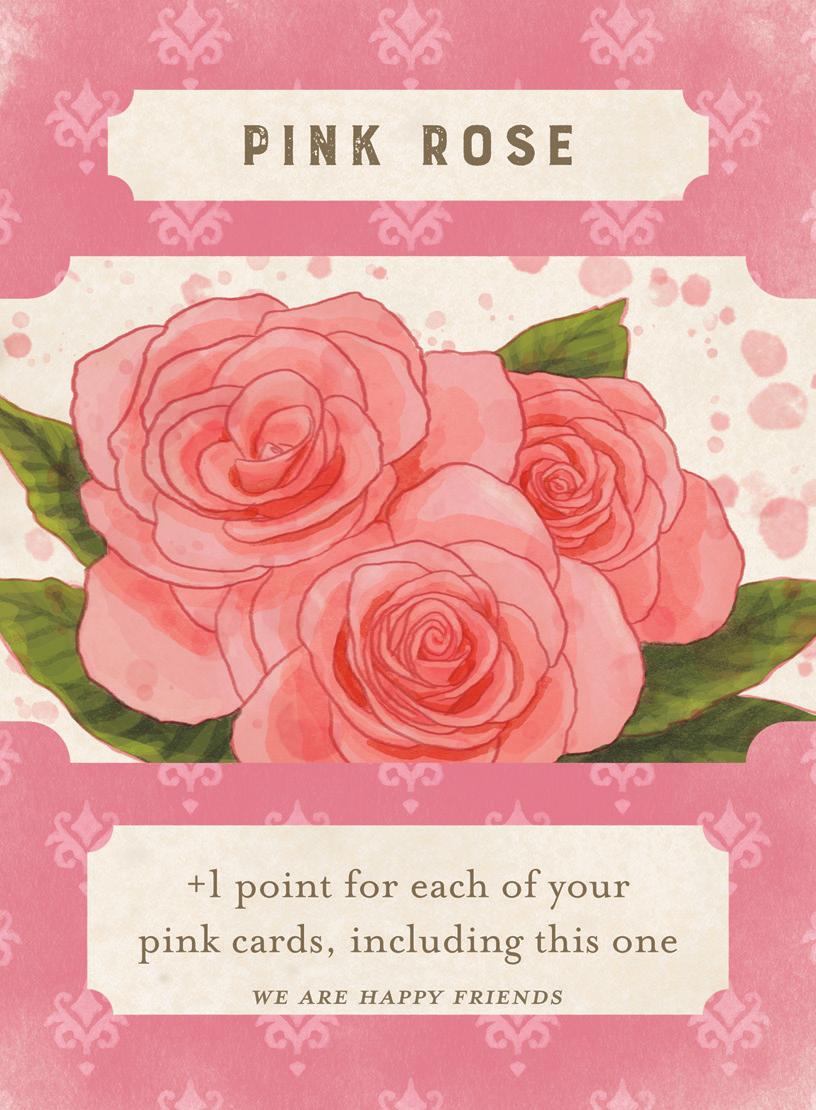 PINK ROSE
+1 point for each of your
pink cards, including this one
WE ARE HAPPY FRIENDS